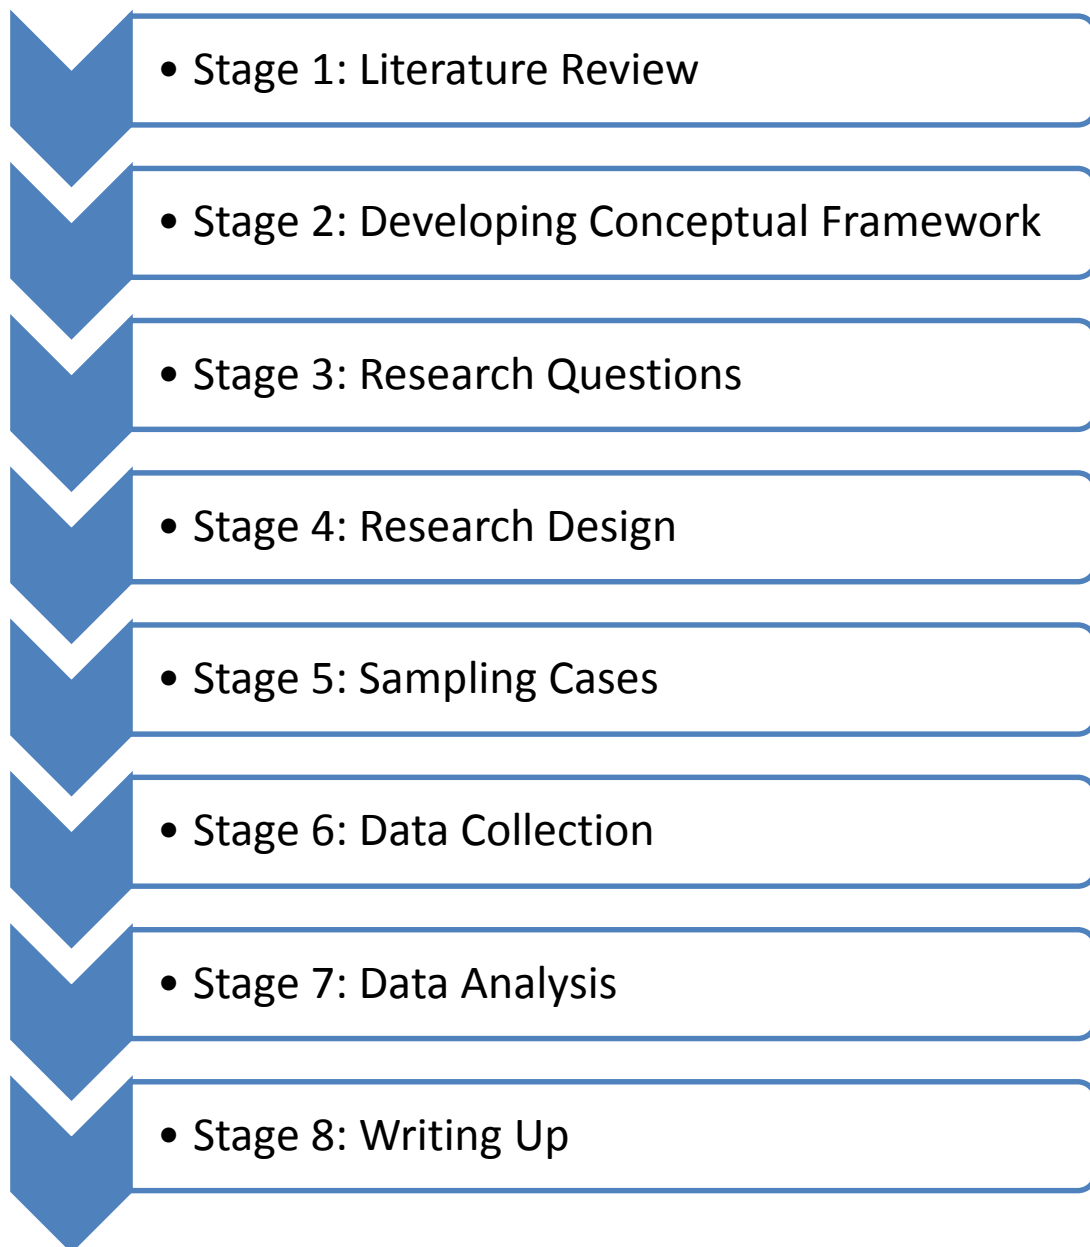 • Stage 1: Literature Review
• Stage 2: Developing Conceptual Framework
• Stage 3: Research Questions
• Stage 4: Research Design
• Stage 5: Sampling Cases
• Stage 6: Data Collection
• Stage 7: Data Analysis
• Stage 8: Writing Up